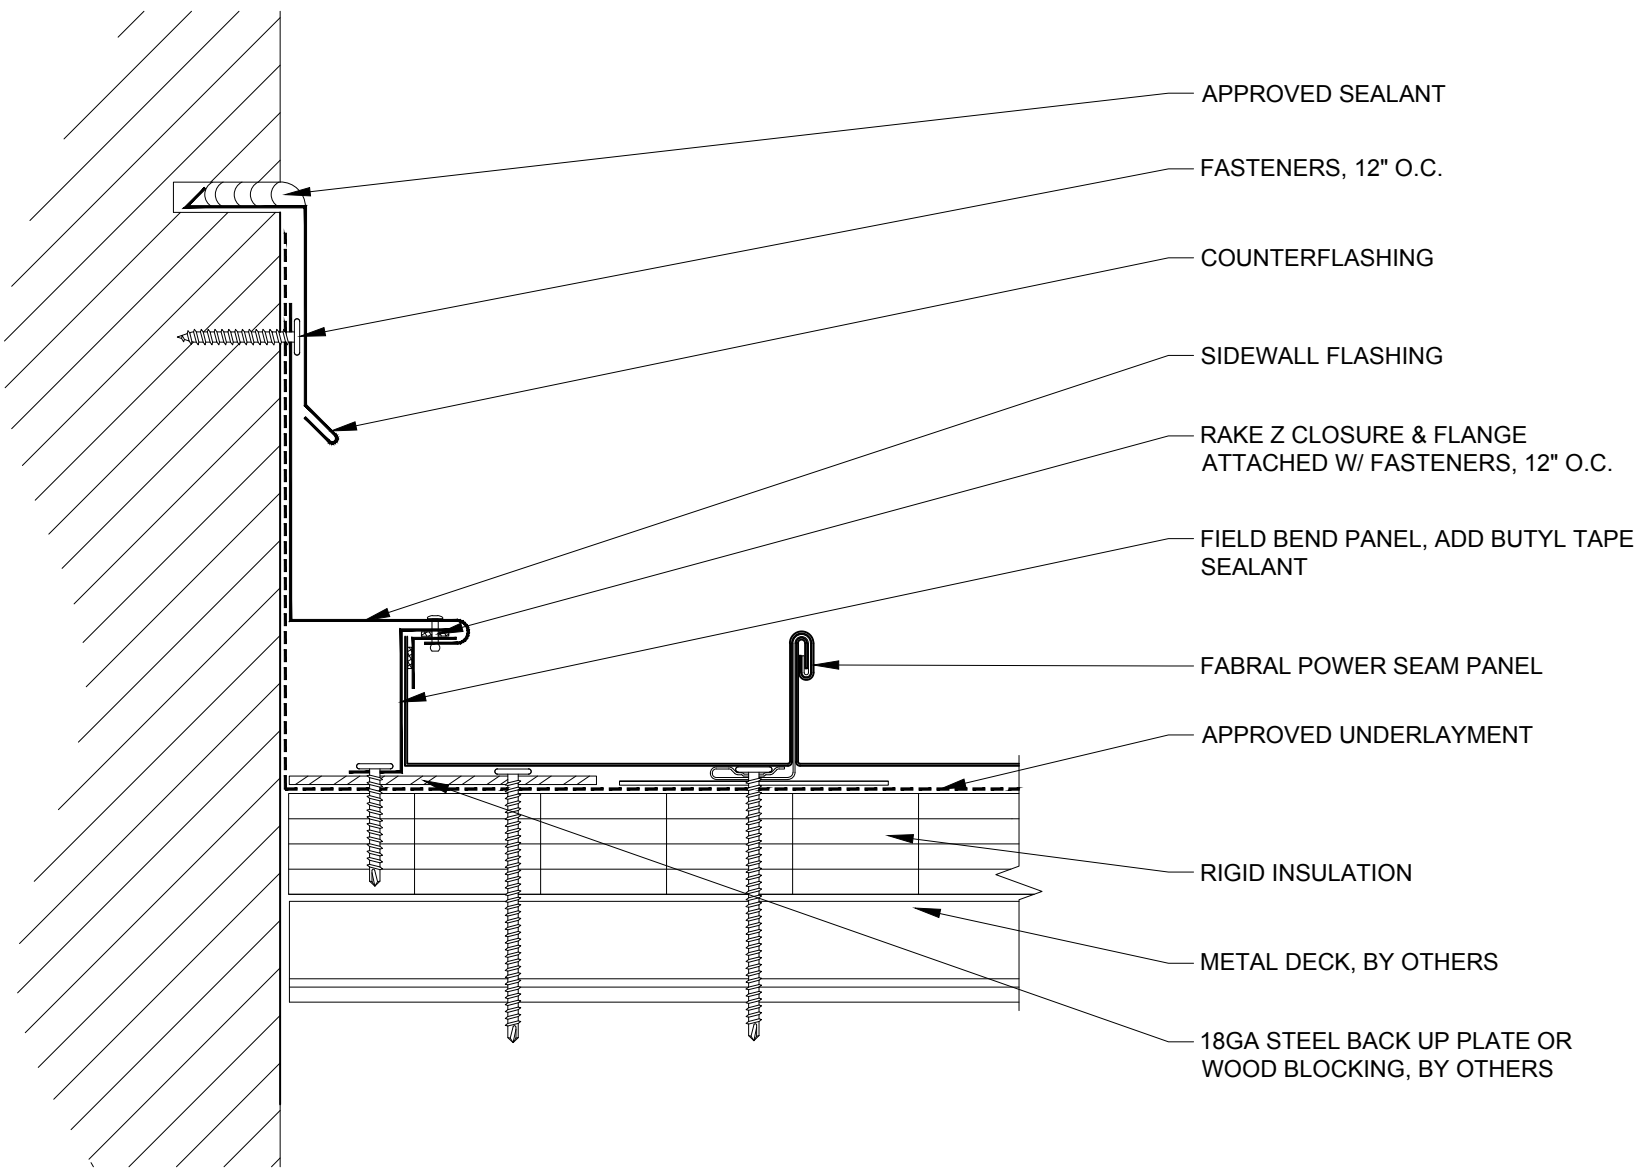 APPROVED SEALANT
FASTENERS, 12" O.C.
COUNTERFLASHING
SIDEWALL FLASHING
RAKE Z CLOSURE & FLANGE
ATTACHED W/ FASTENERS, 12" O.C.
FIELD BEND PANEL, ADD BUTYL TAPE
SEALANT
FABRAL POWER SEAM PANEL
APPROVED UNDERLAYMENT
RIGID INSULATION
METAL DECK, BY OTHERS
18GA STEEL BACK UP PLATE OR
WOOD BLOCKING, BY OTHERS